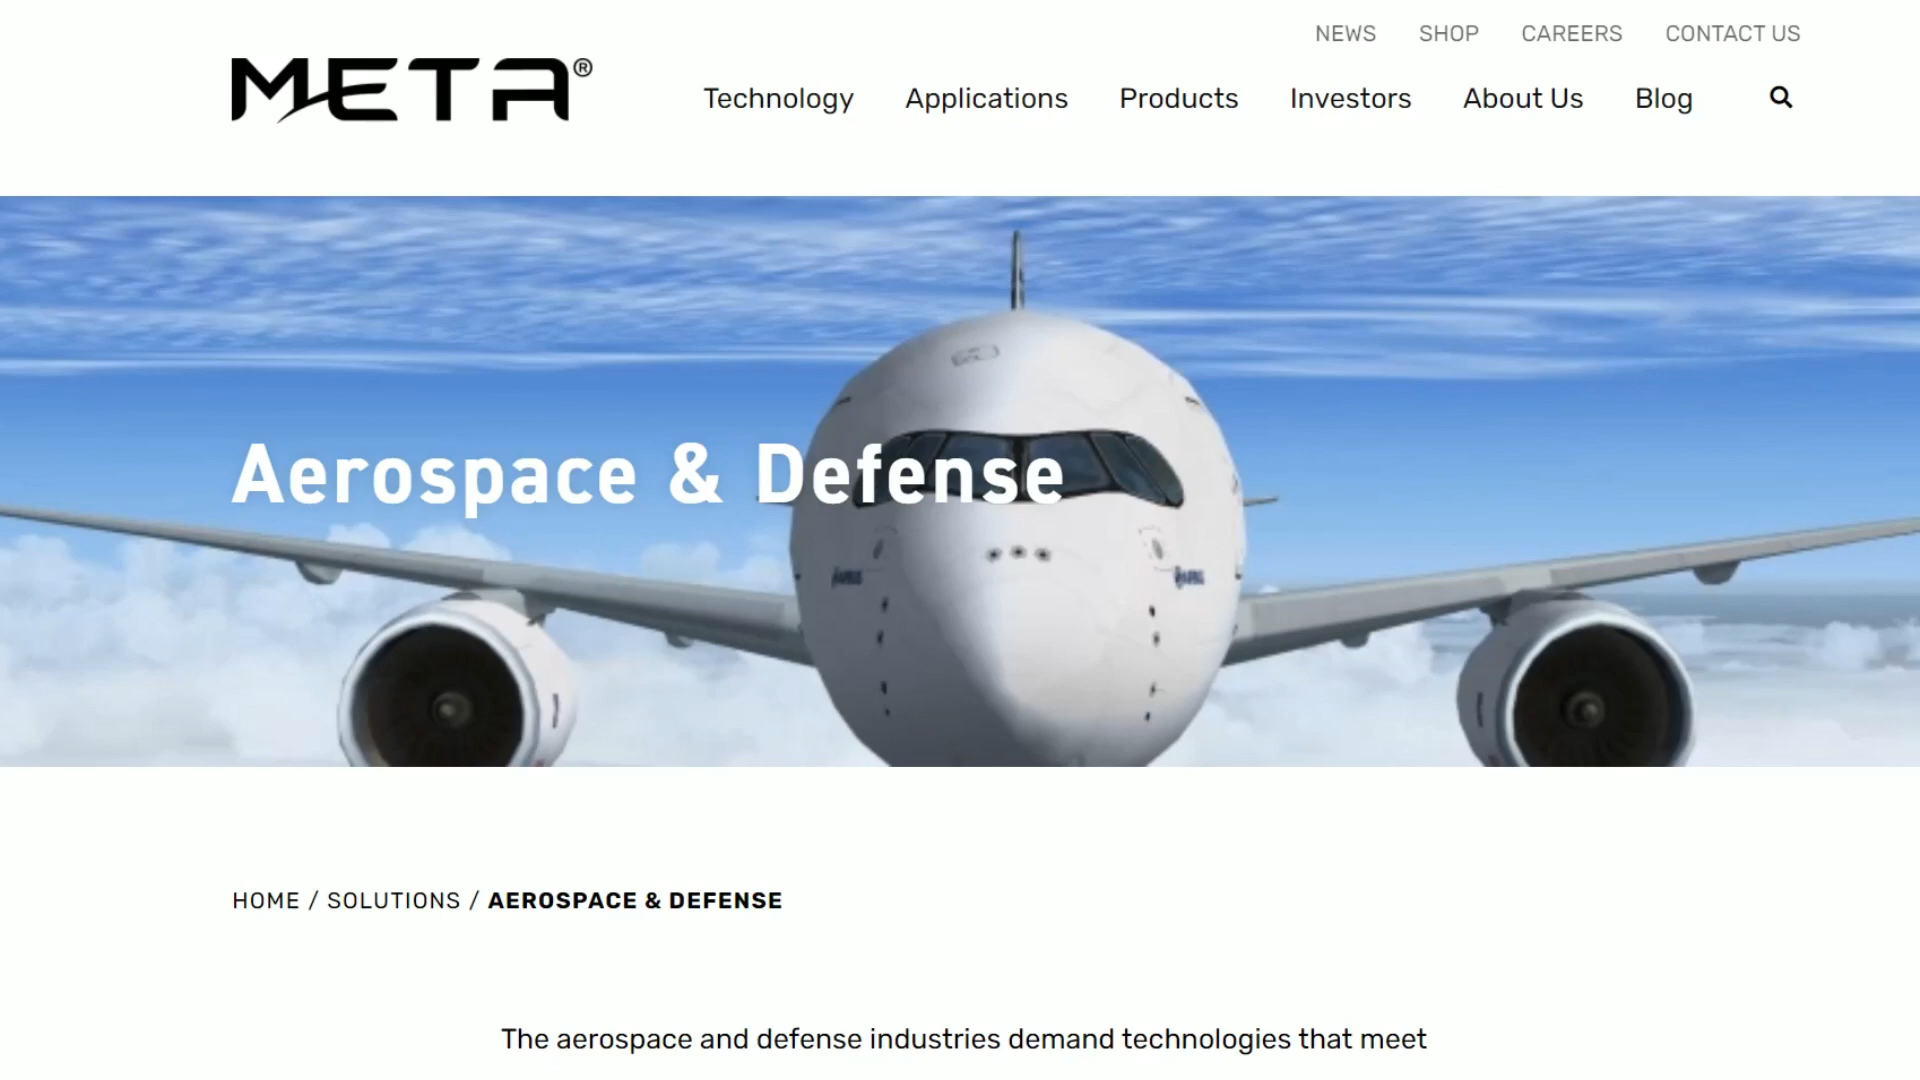 NEWS SHOP CAREERS CONTACT US
META®
Technology Applications Products Investors About Us Blog
Aerospace & Defense
HOME / SOLUTIONS / AEROSPACE & DEFENSE
The aerospace and defense industries demand technologies that meet